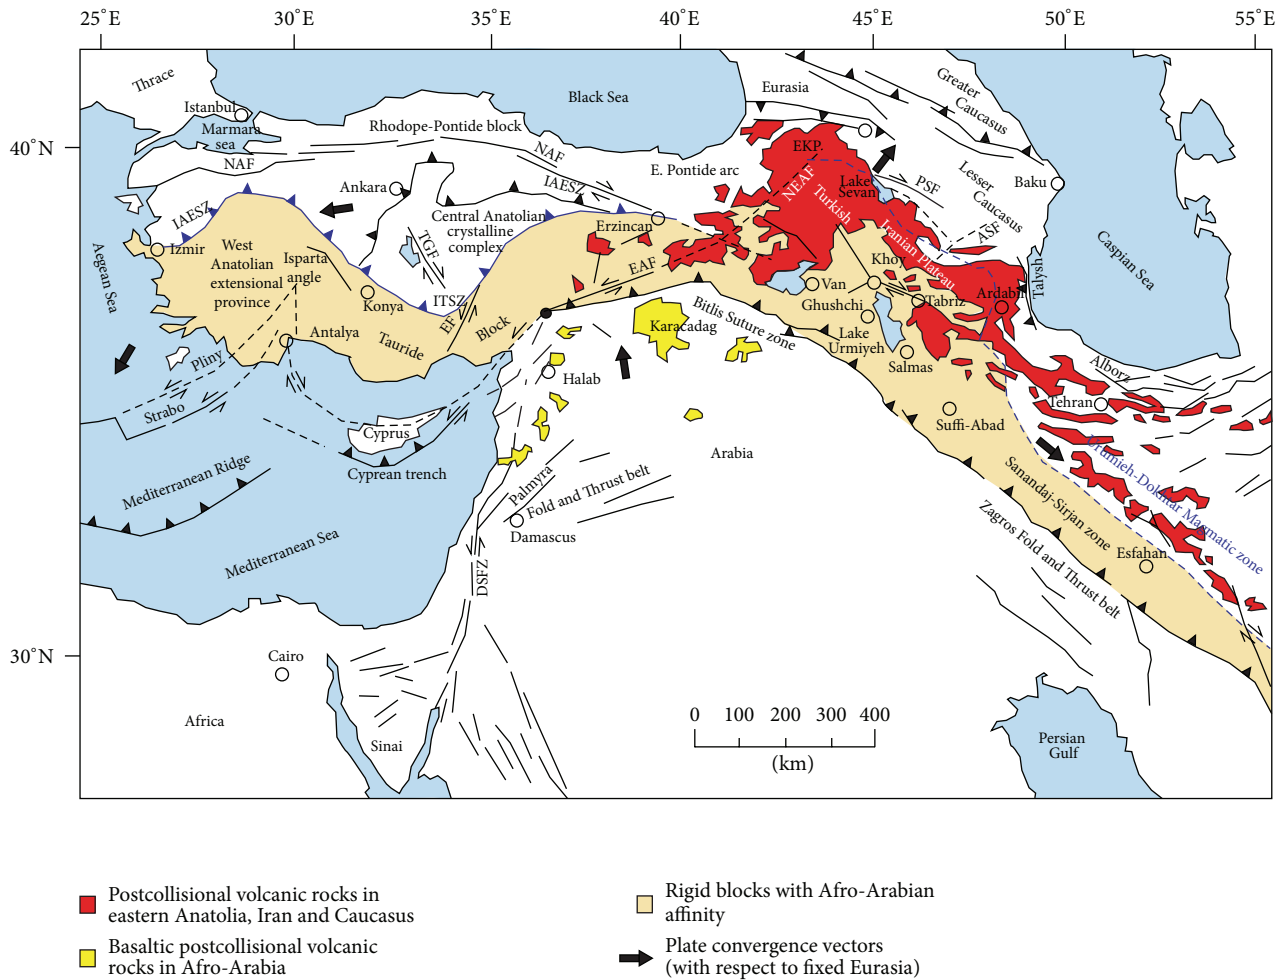 25°E
30°E
35°E
40°E
45°E
50°E
55°E
40°N
30°N
Thrace
Istanbul
Marmara
sea
Black Sea
Eurasia
Greater
Caucasus
Rhodope-Pontide block
NAF
NAF
E. Pontide arc
EKP
Lake
Sevan
PSF
Lesser
Caucasus
Baku
Ankara
IAESZ
IAESZ
NEAF
Turkish
Iranian Plateau
ASF
Central Anatolian
crystalline
complex
TGF
Erzincan
Caspian Sea
Aegean Sea
Izmir
West
Anatolian
extensional
province
Isparta
angle
Konya
ITSZ
EF
EAF
Khoy
Van
Ghushchi
Tabriz
Ardabil
Talysh
Antalya
Tauride
Block
Karacadag
Bitlis Suture zone
Lake
Urmiyeh
Salmas
Alborz
Pliny
Strabo
Halab
Tehran
Cyprus
Cyprean trench
Suffi-Abad
Arabia
Urumieh-Dokhtar Magmatic zone
Mediterranean Ridge
Palmyra
Fold and Thrust belt
Damascus
Sanandaj-Sirjan zone
Zagros Fold and Thrust belt
Esfahan
Mediterranean Sea
DSFZ
Cairo
Africa
Sinai
0 100 200 300 400
(km)
Persian
Gulf
Postcollisional volcanic rocks in
eastern Anatolia, Iran and Caucasus
Basaltic postcollisional volcanic
rocks in Afro-Arabia
Rigid blocks with Afro-Arabian
affinity
Plate convergence vectors
(with respect to fixed Eurasia)